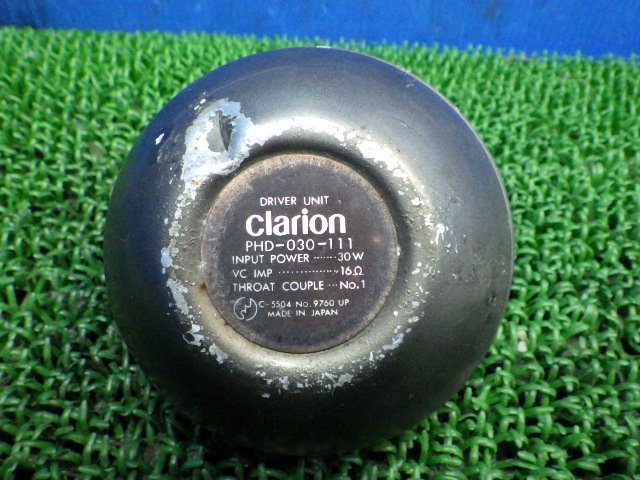 DRIVER UNIT
clarion
PHD-030-111
INPUT POWER ······· 30W
VC IMP ················ 16Ω
THROAT COUPLE ··· No.1
C-5504 No. 9760 UP
MADE IN JAPAN